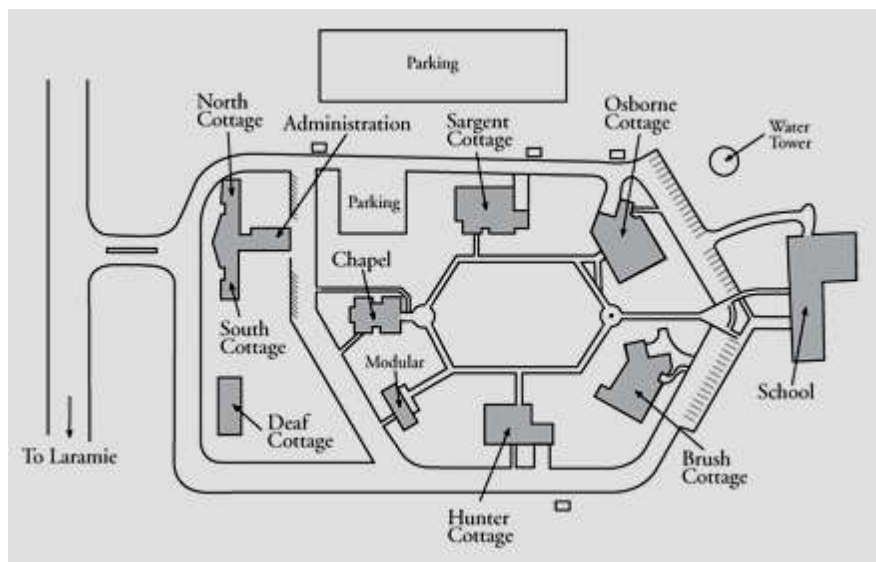 Parking
North
Cottage
Administration
Sargent
Cottage
Osborne
Cottage
Water
Tower
Parking
Chapel
South
Cottage
Modular
School
Deaf
Cottage
To Laramie
Brush
Cottage
Hunter
Cottage